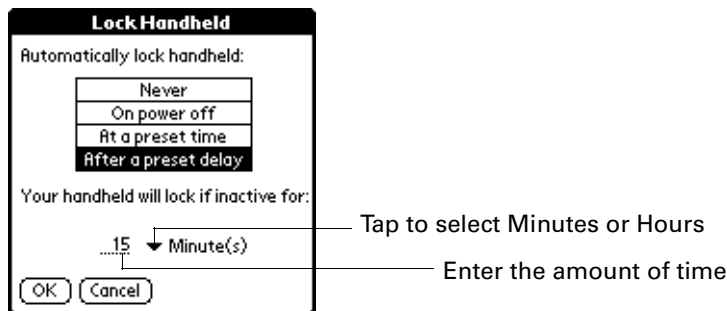 Lock Handheld
Automatically lock handheld:
Never
On power off
At a preset time
After a preset delay
Your handheld will lock if inactive for:
15 Minute(s)
Tap to select Minutes or Hours
Enter the amount of time
OK Cancel